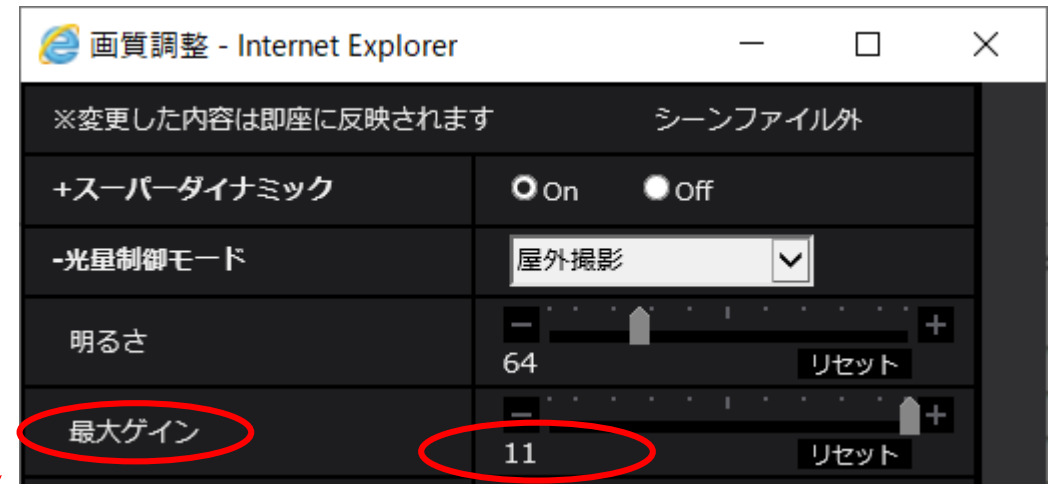 画質調整 - Internet Explorer
※変更した内容は即座に反映されます シーンファイル外
+スーパーダイナミック On Off
-光量制御モード 屋外撮影
明るさ
64 リセット
最大ゲイン
11 リセット